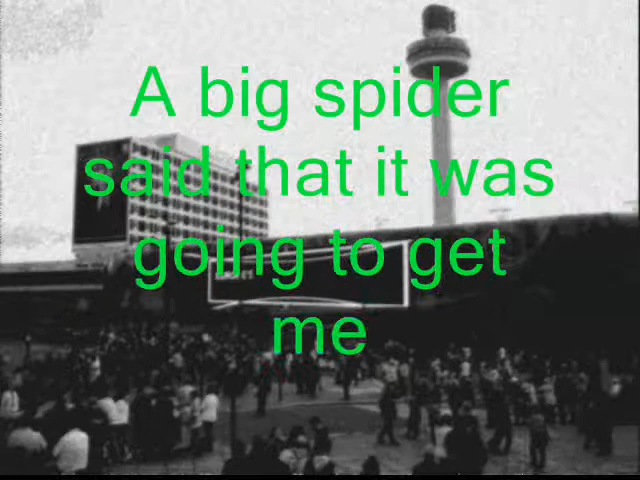 A big spider
said that it was
going to get
me